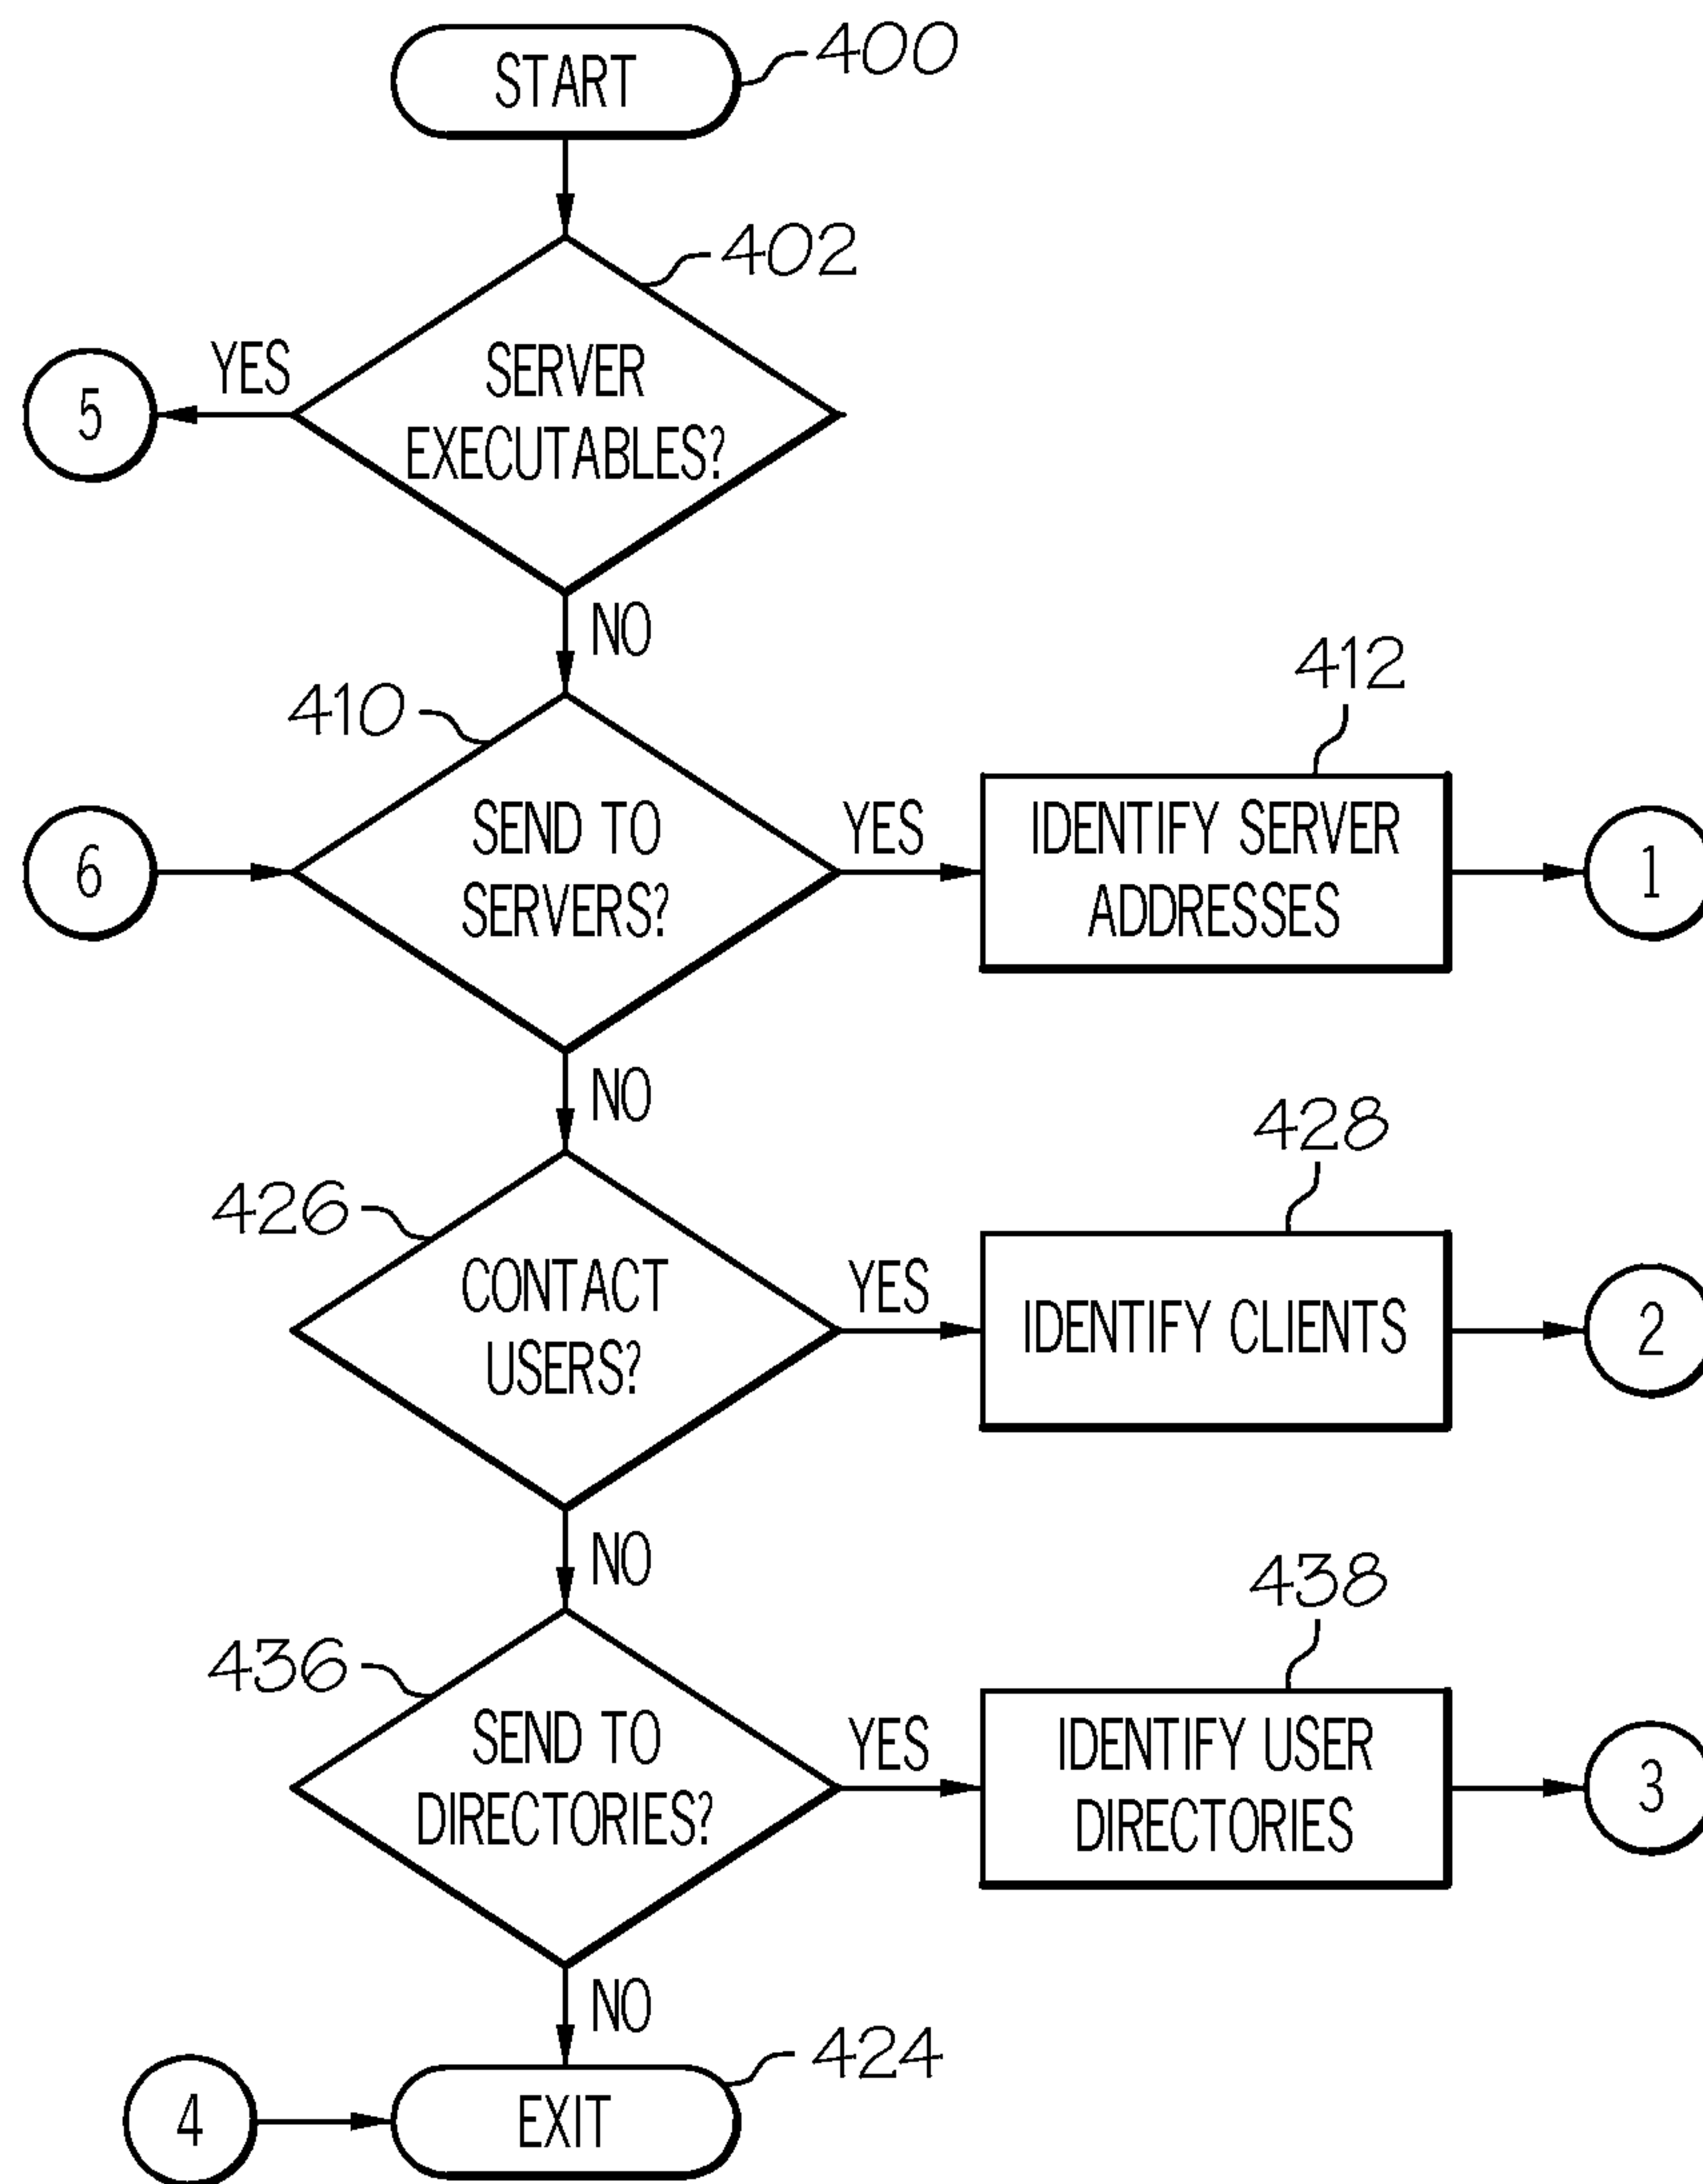 START
400
402
YES
5
SERVER
EXECUTABLES?
NO
410
412
6
SEND TO
SERVERS?
YES
IDENTIFY SERVER
ADDRESSES
1
NO
426
428
CONTACT
USERS?
YES
IDENTIFY CLIENTS
2
NO
436
438
SEND TO
DIRECTORIES?
YES
IDENTIFY USER
DIRECTORIES
3
NO
424
4
EXIT